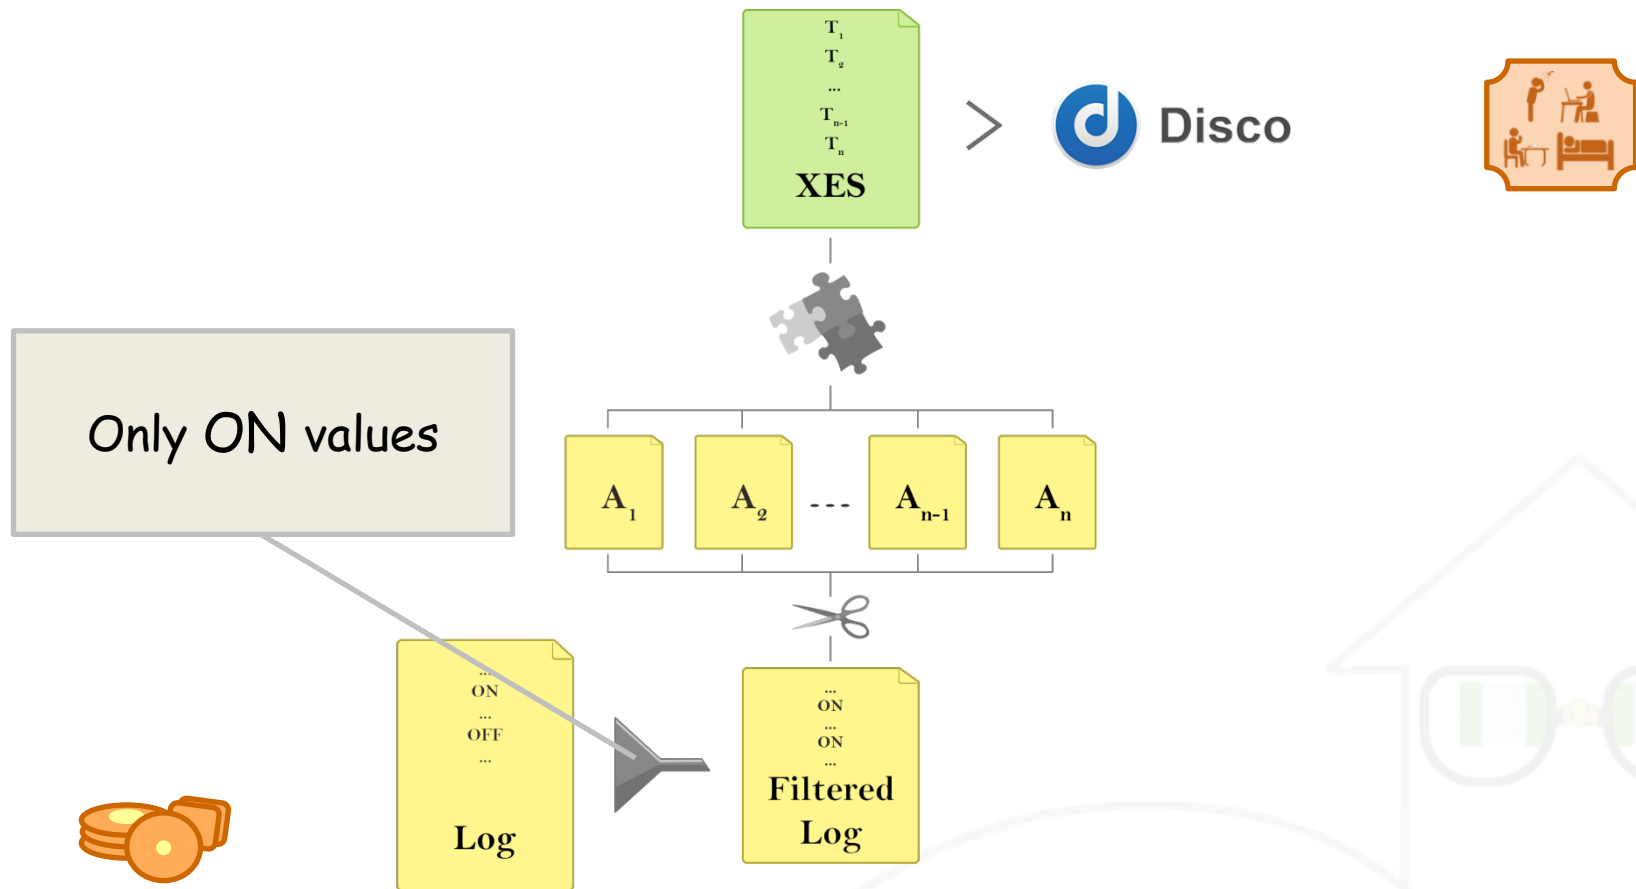 T1
T2
...
Tn-1
Tn
XES
Disco
Only ON values
A1
A2
---
An-1
An
...
ON
...
OFF
...
Log
...
ON
...
ON
...
Filtered
Log